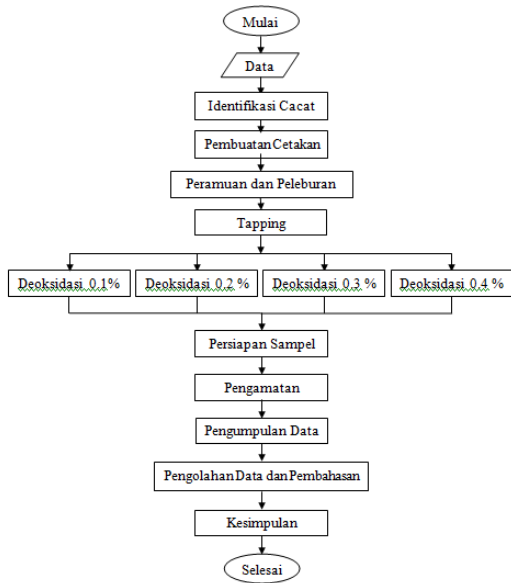 Mulai
Data
Identifikasi Cacat
Pembuatan Cetakan
Peramuan dan Peleburan
Tapping
Deoksidasi 0.1%
Deoksidasi 0.2 %
Deoksidasi 0.3 %
Deoksidasi 0.4 %
Persiapan Sampel
Pengamatan
Pengumpulan Data
Pengolahan Data dan Pembahasan
Kesimpulan
Selesai